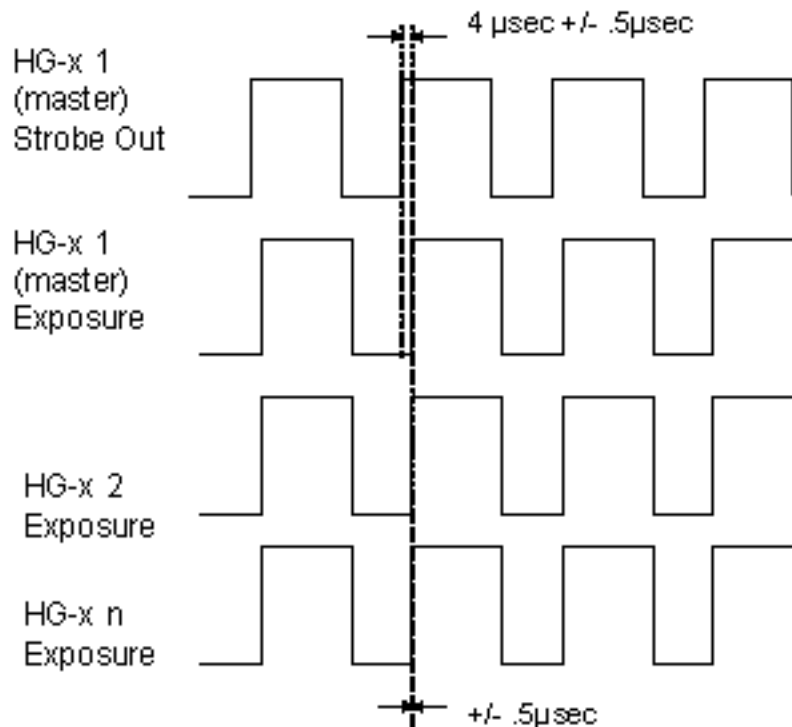 4 µsec +/- .5µsec
HG-x 1
(master)
Strobe Out
HG-x 1
(master)
Exposure
HG-x 2
Exposure
HG-x n
Exposure
+/- .5µsec